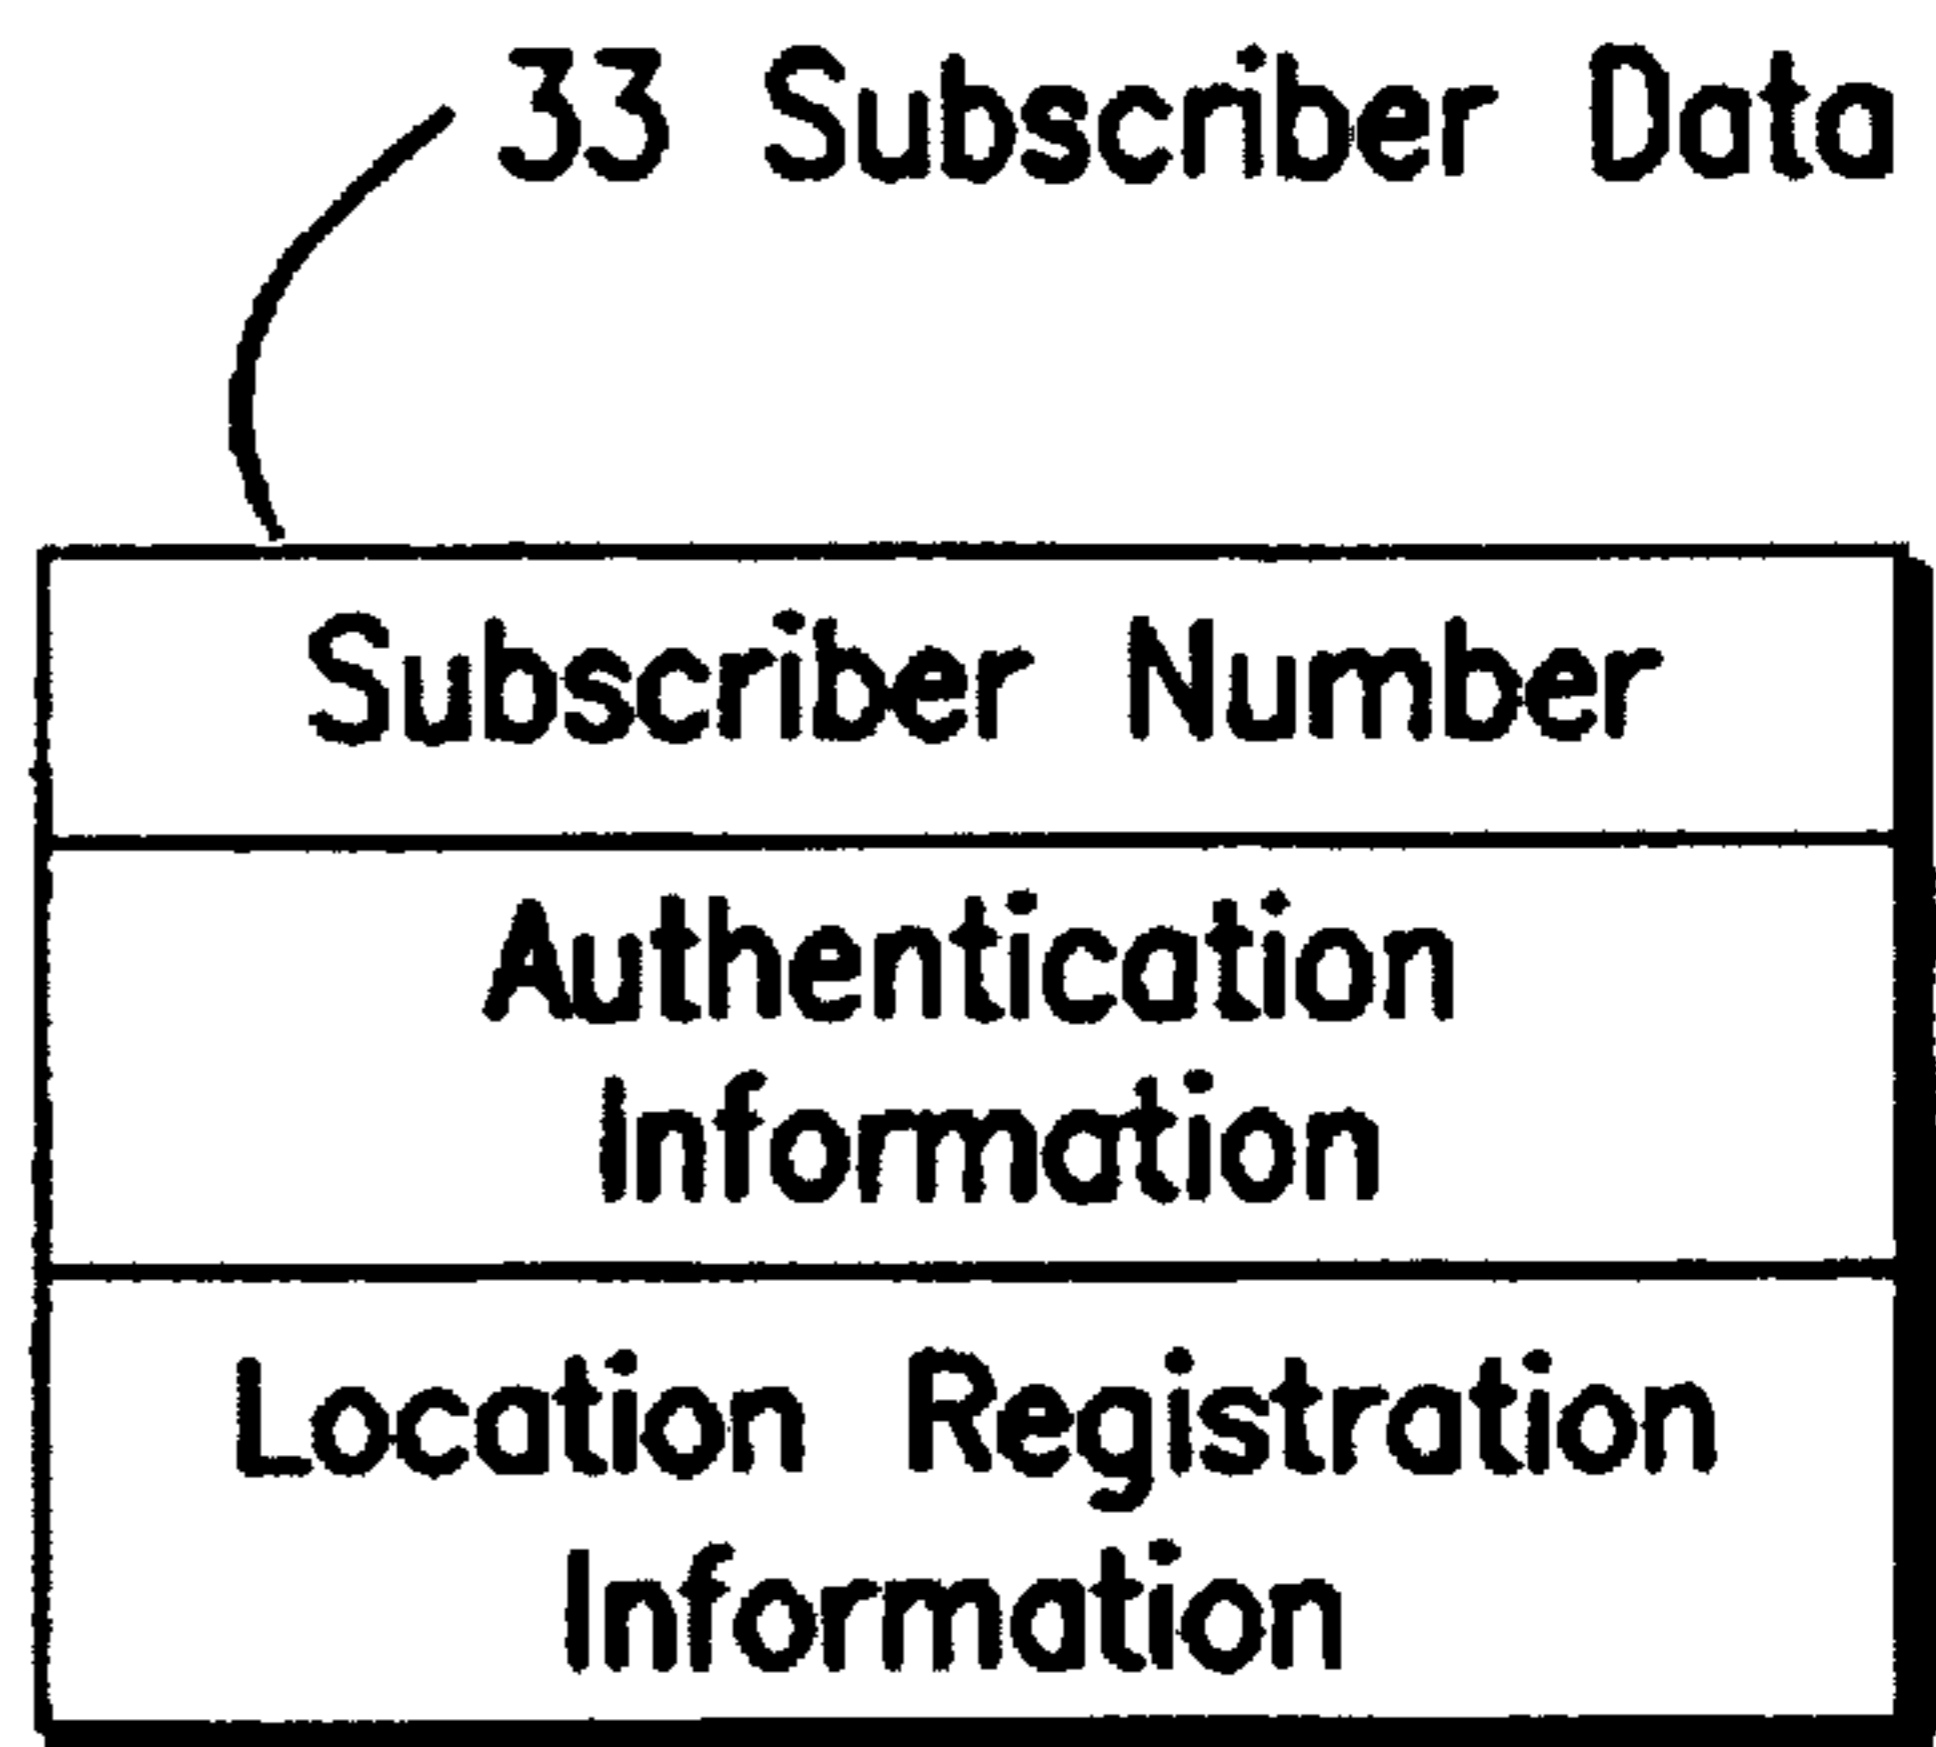 33 Subscriber Data
Subscriber Number
Authentication
Information
Location Registration
Information